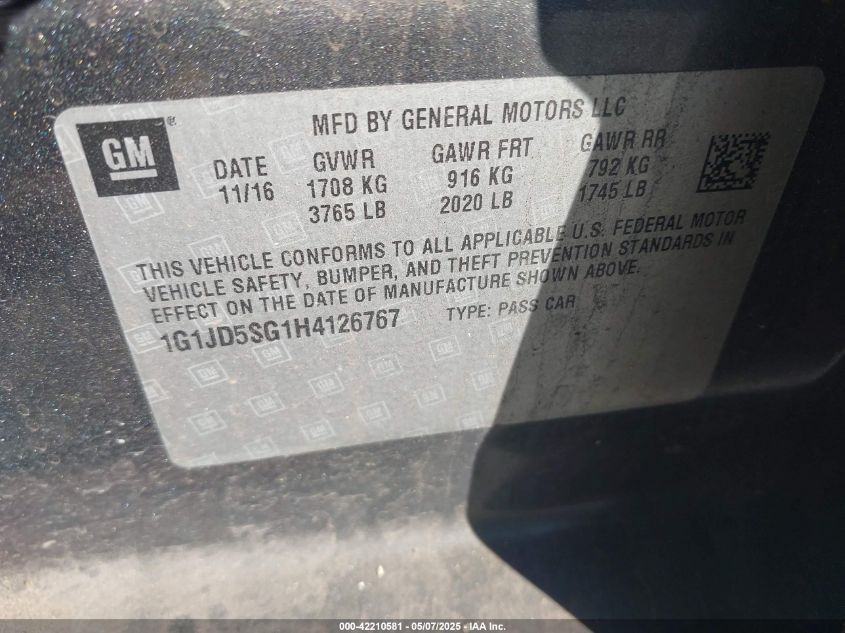 GM ®
MFD BY GENERAL MOTORS LLC
DATE GVWR GAWR FRT GAWR RR
11/16 1708 KG 916 KG 792 KG
3765 LB 2020 LB 1745 LB
THIS VEHICLE CONFORMS TO ALL APPLICABLE U.S. FEDERAL MOTOR
VEHICLE SAFETY, BUMPER, AND THEFT PREVENTION STANDARDS IN
EFFECT ON THE DATE OF MANUFACTURE SHOWN ABOVE.
1G1JD5SG1H4126767 TYPE: PASS CAR
000-42210581 - 05/07/2025 - IAA Inc.